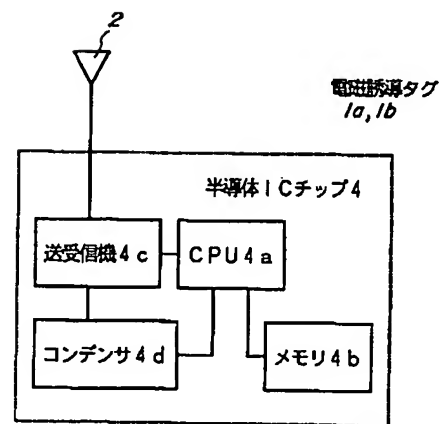 2
電磁誘導タグ
1a,1b
半導体ICチップ4
送受信機4c
CPU4a
コンデンサ4d
メモリ4b